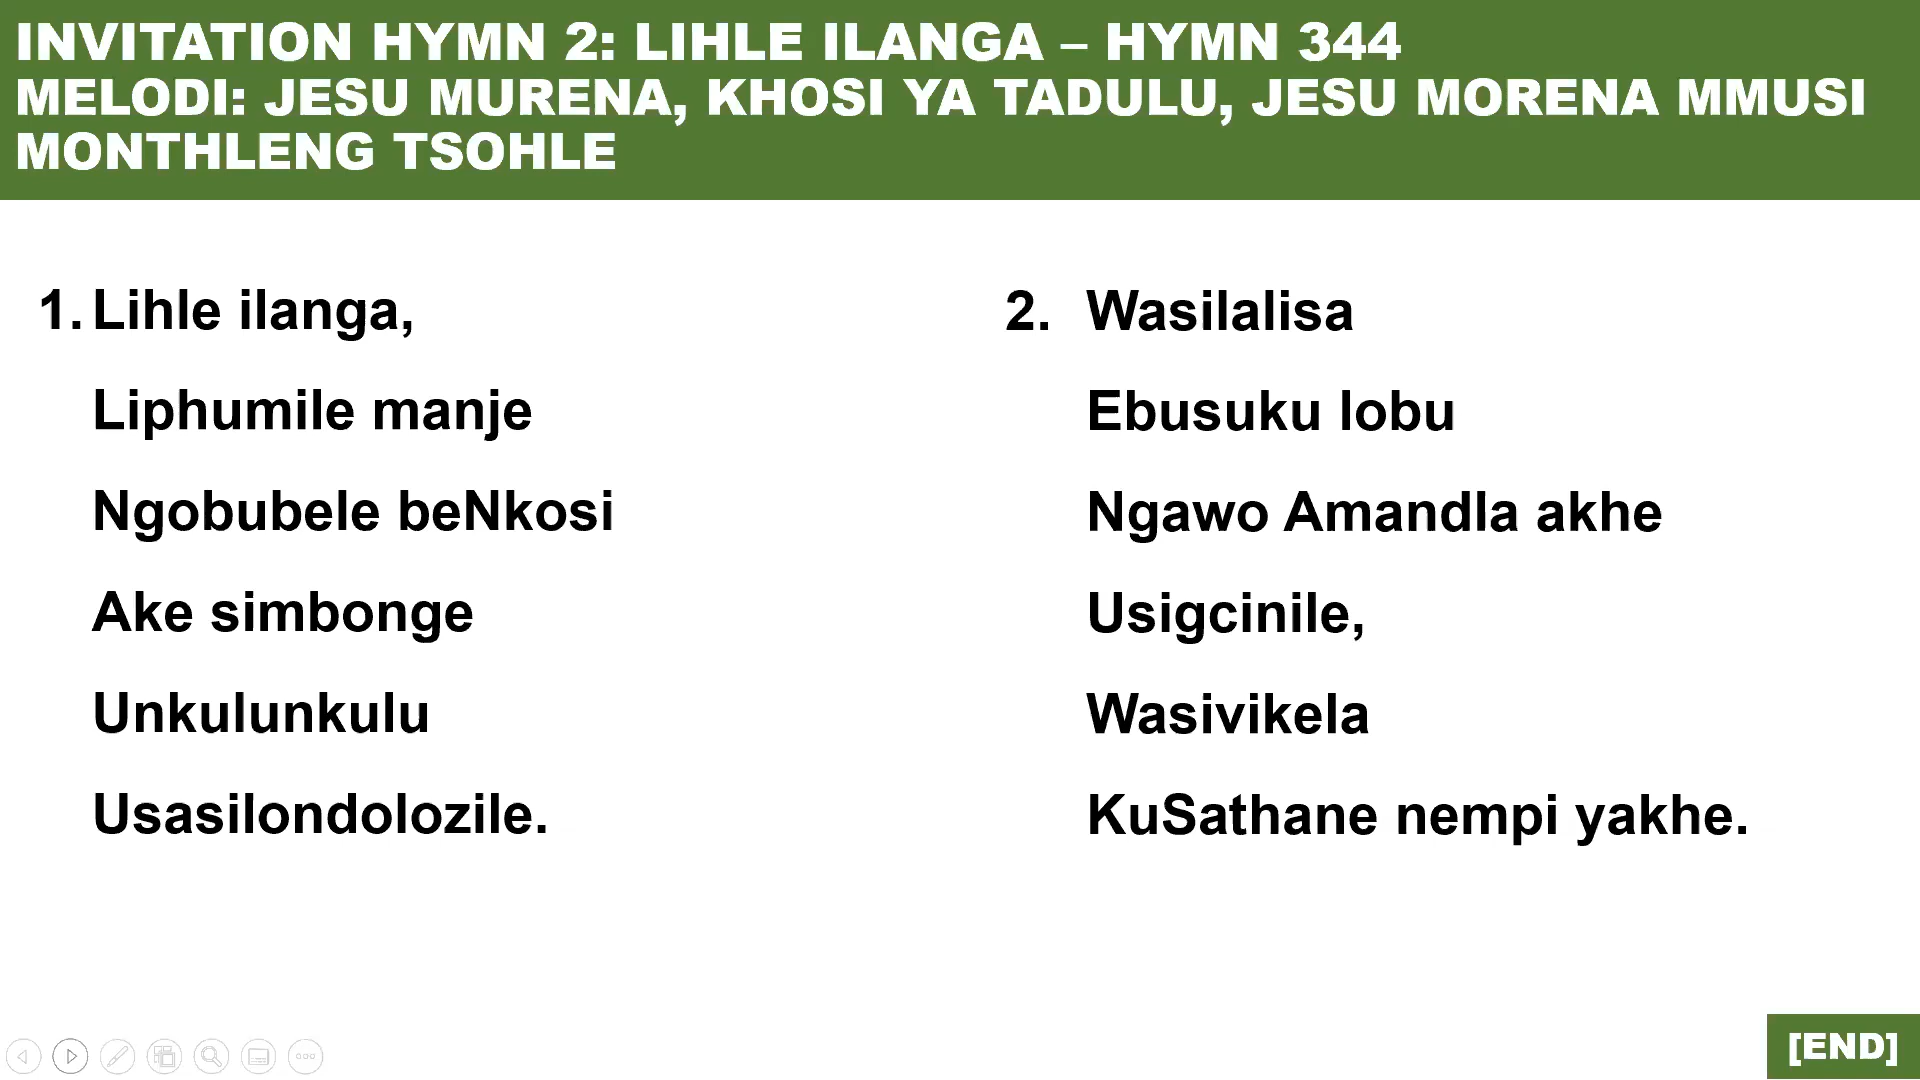 INVITATION HYMN 2: LIHLE ILANGA – HYMN 344
MELODI: JESU MURENA, KHOSI YA TADULU, JESU MORENA MMUSI
MONTHLENG TSOHLE
1. Lihle ilanga,
Liphumile manje
Ngobubele beNkosi
Ake simbonge
Unkulunkulu
Usasilondolozile.
2. Wasilalisa
Ebusuku lobu
Ngawo Amandla akhe
Usigcinile,
Wasivikela
KuSathane nempi yakhe.
[END]